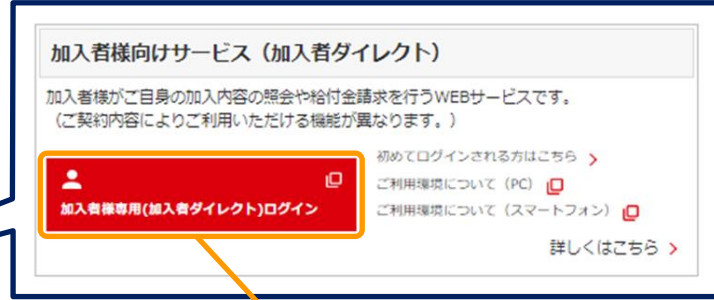 加入者様向けサービス（加入者ダイレクト）
加入者様がご自身の加入内容の照会や給付金請求を行うWEBサービスです。
（ご契約内容によりご利用いただける機能が異なります。）
加入者様専用(加入者ダイレクト)ログイン
初めてログインされる方はこちら
ご利用環境について（PC）
ご利用環境について（スマートフォン）
詳しくはこちら